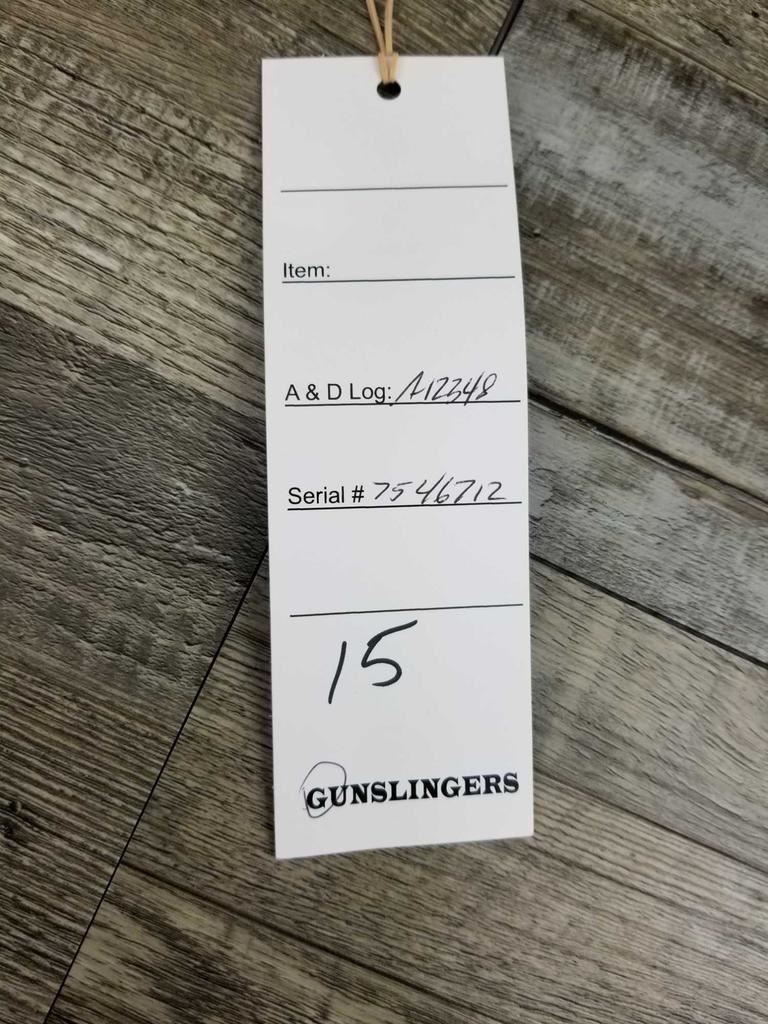 Item:
A & D Log: A12348
Serial # 7546712
15
GUNSLINGERS